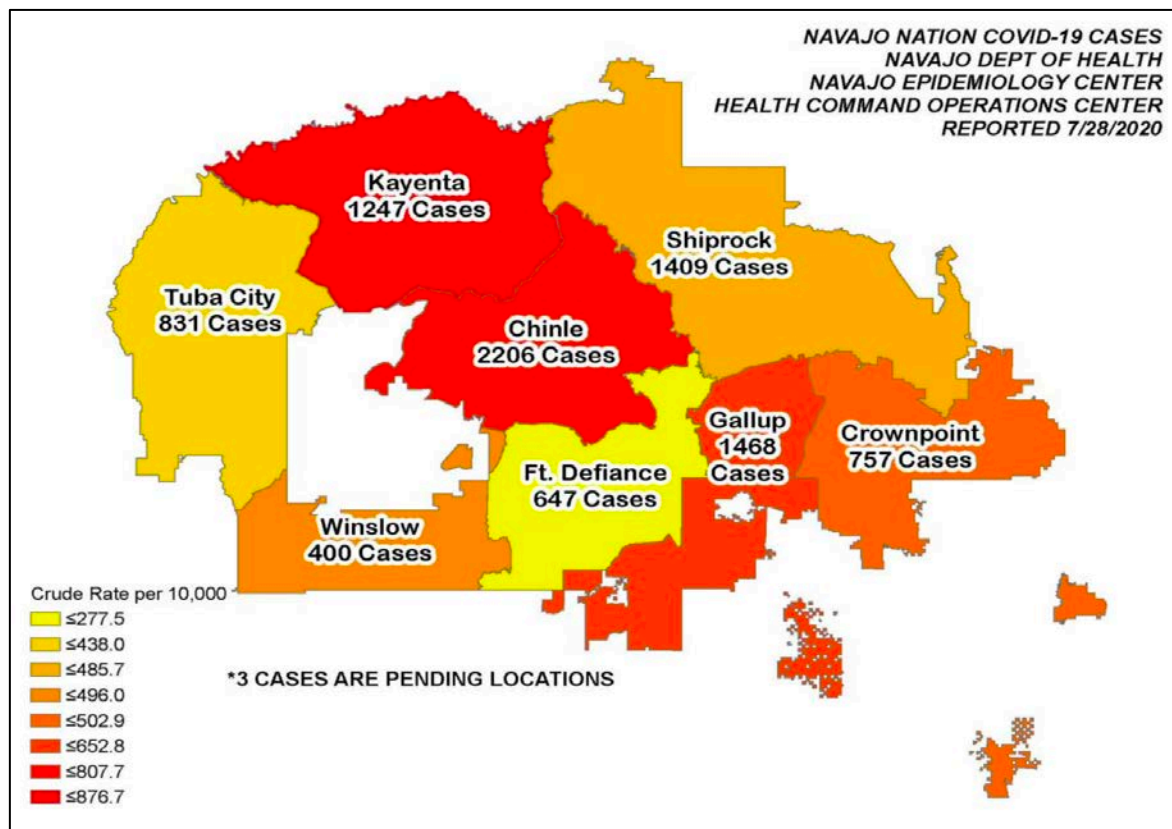 NAVAJO NATION COVID-19 CASES
NAVAJO DEPT OF HEALTH
NAVAJO EPIDEMIOLOGY CENTER
HEALTH COMMAND OPERATIONS CENTER
REPORTED 7/28/2020
Kayenta
1247 Cases
Shiprock
1409 Cases
Tuba City
831 Cases
Chinle
2206 Cases
Gallup
1468
Cases
Crownpoint
757 Cases
Ft. Defiance
647 Cases
Winslow
400 Cases
Crude Rate per 10,000
≤277.5
≤438.0
≤485.7
≤496.0
≤502.9
≤652.8
≤807.7
≤876.7
*3 CASES ARE PENDING LOCATIONS